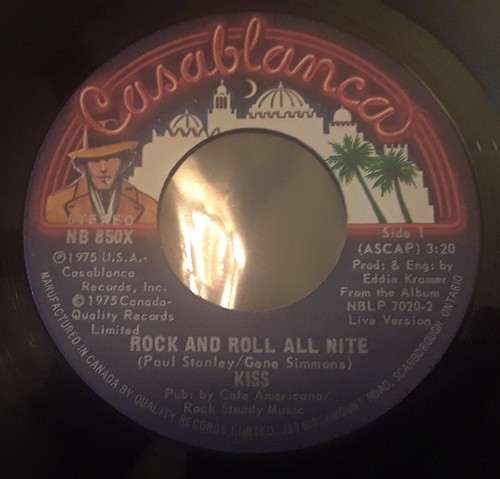 Casablanca
STEREO
NB 850X
Ⓟ1975 U.S.A.-
Casablanca
Records, Inc.
©1975 Canada-
Quality Records
Limited
Side 1
(ASCAP) 3:20
Prod: & Eng: by
Eddie Kramer
From the Album
NBLP 7020-2
Live Version
ROCK AND ROLL ALL NITE
(Paul Stanley/Gene Simmons)
KISS
Pub: by Cafe Americana/
Rock Steady Music
MANUFACTURED IN CANADA BY QUALITY RECORDS LIMITED, 380 BIRCHMOUNT ROAD, SCARBOROUGH, ONTARIO